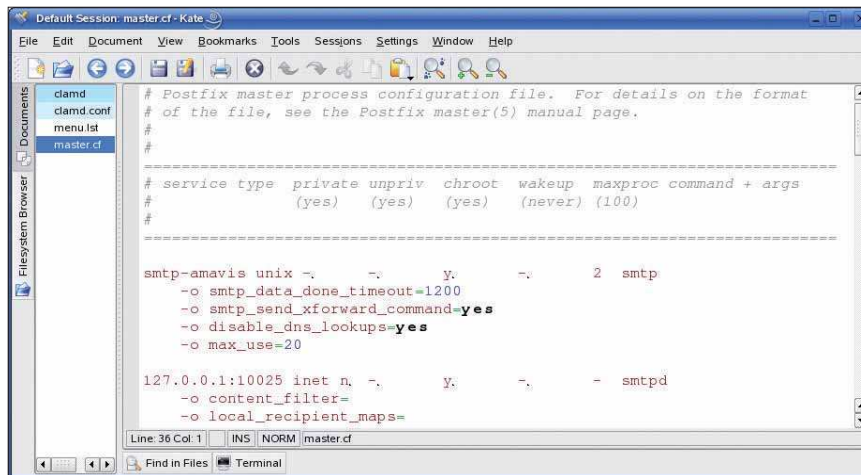 Default Session: master.cf - Kate
File Edit Document View Bookmarks Tools Sessions Settings Window Help
Documents
Filesystem Browser
clamd
clamd.conf
menu.lst
master.cf
# Postfix master process configuration file. For details on the format
# of the file, see the Postfix master(5) manual page.
#
#
====================================================================
# service type private unpriv chroot wakeup maxproc command + args
# (yes) (yes) (yes) (never) (100)
#
====================================================================
smtp-amavis unix -. -. y. -. 2 smtp
-o smtp_data_done_timeout=1200
-o smtp_send_xforward_command=yes
-o disable_dns_lookups=yes
-o max_use=20
127.0.0.1:10025 inet n. -. y. -. - smtpd
-o content_filter=
-o local_recipient_maps=
Line: 36 Col: 1 INS NORM master.cf
Find in Files Terminal